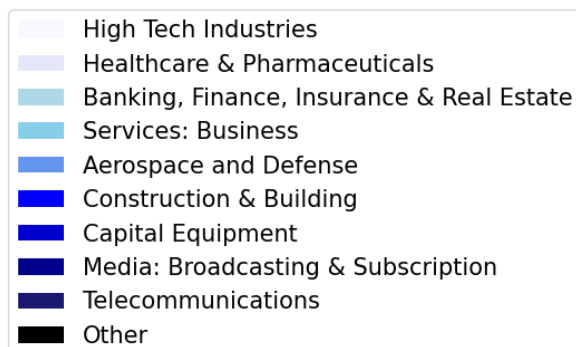 High Tech Industries
Healthcare & Pharmaceuticals
Banking, Finance, Insurance & Real Estate
Services: Business
Aerospace and Defense
Construction & Building
Capital Equipment
Media: Broadcasting & Subscription
Telecommunications
Other